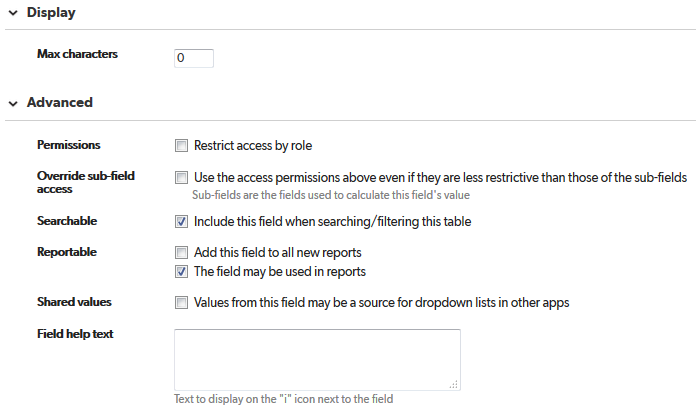 Display
Max characters 0
Advanced
Permissions Restrict access by role
Override sub-field access Use the access permissions above even if they are less restrictive than those of the sub-fields
Sub-fields are the fields used to calculate this field's value
Searchable Include this field when searching/filtering this table
Reportable Add this field to all new reports
The field may be used in reports
Shared values Values from this field may be a source for dropdown lists in other apps
Field help text
Text to display on the "i" icon next to the field